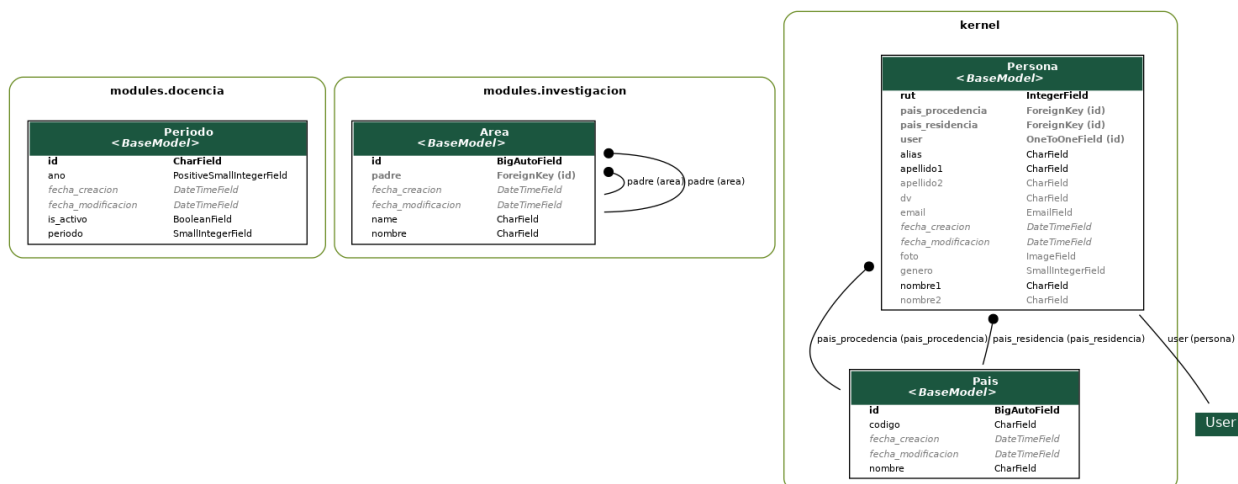 modules.docencia
Periodo
<BaseModel>
id CharField
ano PositiveSmallIntegerField
fecha_creacion DateTimeField
fecha_modificacion DateTimeField
is_activo BooleanField
periodo SmallIntegerField
modules.investigacion
Area
<BaseModel>
id BigAutoField
padre ForeignKey (id)
fecha_creacion DateTimeField
fecha_modificacion DateTimeField
name CharField
nombre CharField
padre (area) padre (area)
kernel
Persona
<BaseModel>
rut IntegerField
pais_procedencia ForeignKey (id)
pais_residencia ForeignKey (id)
user OneToOneField (id)
alias CharField
apellido1 CharField
apellido2 CharField
dv CharField
email EmailField
fecha_creacion DateTimeField
fecha_modificacion DateTimeField
foto ImageField
genero SmallIntegerField
nombre1 CharField
nombre2 CharField
pais_procedencia (pais_procedencia) pais_residencia (pais_residencia) user (persona)
Pais
<BaseModel>
id BigAutoField
codigo CharField
fecha_creacion DateTimeField
fecha_modificacion DateTimeField
nombre CharField
User